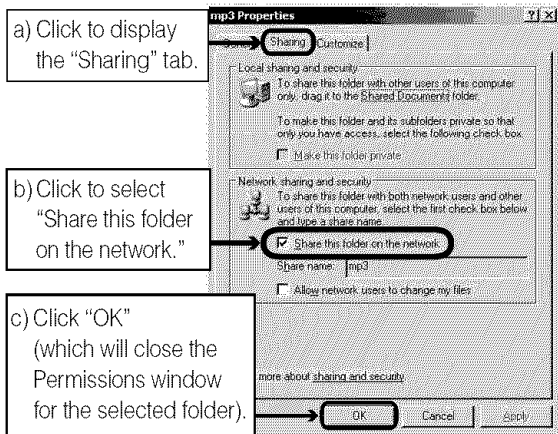 mp3 Properties
a) Click to display
the “Sharing” tab.
Sharing
Customize
Local sharing and security
To share this folder with other users of this computer
only, drag it to the Shared Documents folder.
To make this folder and its subfolders private so that
only you have access, select the following check box.
Make this folder private
b) Click to select
“Share this folder
on the network.”
Network sharing and security
To share this folder with both network users and other
users of this computer, select the first check box below
and type a share name.
Share this folder on the network
Share name: mp3
Allow network users to change my files
c) Click “OK”
(which will close the
Permissions window
for the selected folder).
more about sharing and security.
OK
Cancel
Apply